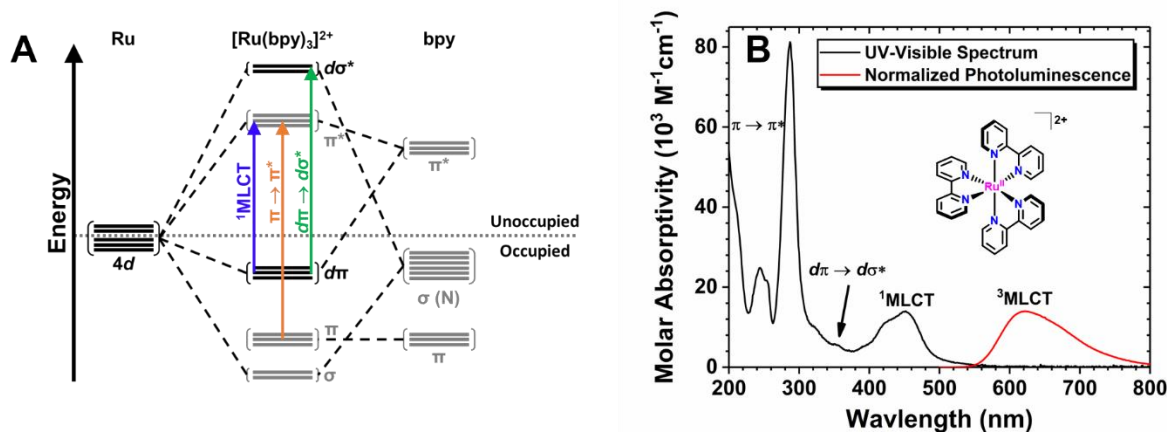 A
Ru
[Ru(bpy)₃]²⁺
bpy
Energy
dσ*
π*
π*
¹MLCT
π → π*
dπ → dσ*
Unoccupied
Occupied
4d
dπ
σ (N)
π
π
σ
B
UV-Visible Spectrum
Normalized Photoluminescence
Molar Absorptivity (10³ M⁻¹cm⁻¹)
80
60
40
20
0
π → π*
2+
N
N
N
Ruᴵᴵ
N
N
N
dπ → dσ*
¹MLCT
³MLCT
200 300 400 500 600 700 800
Wavlength (nm)